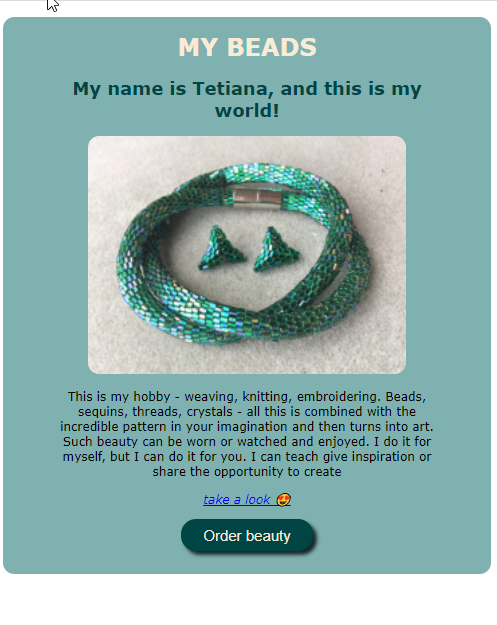 MY BEADS
My name is Tetiana, and this is my
world!
This is my hobby - weaving, knitting, embroidering. Beads,
sequins, threads, crystals - all this is combined with the
incredible pattern in your imagination and then turns into art.
Such beauty can be worn or watched and enjoyed. I do it for
myself, but I can do it for you. I can teach give inspiration or
share the opportunity to create
take a look 😍
Order beauty